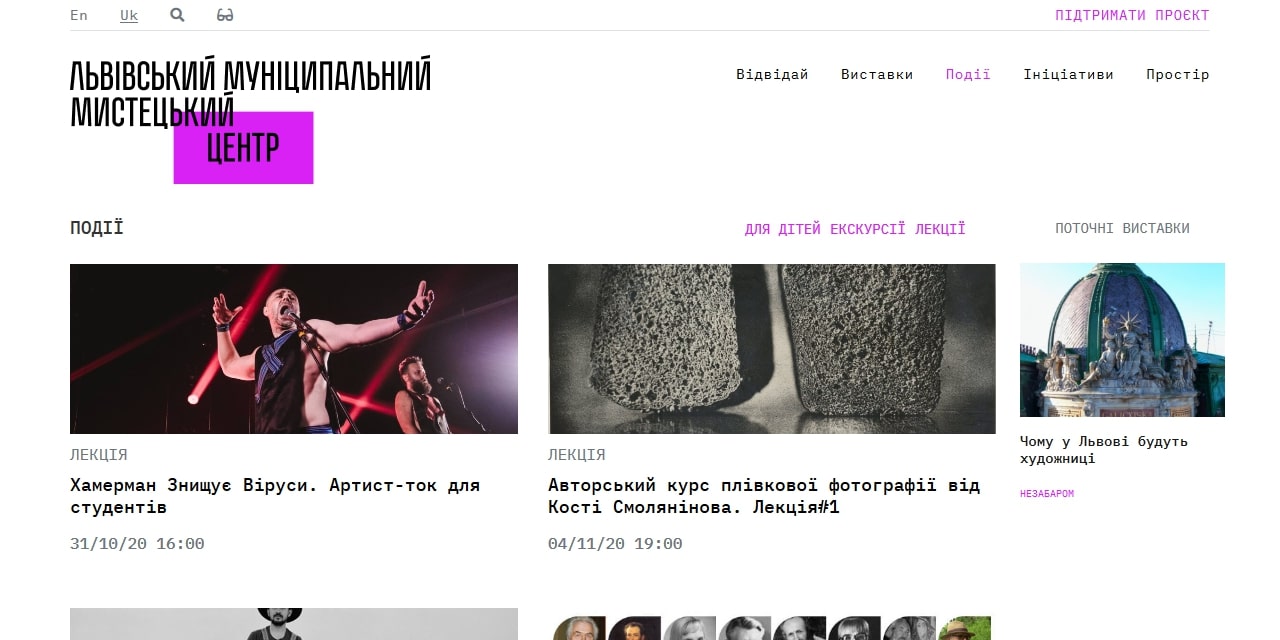 En Uk ПІДТРИМАТИ ПРОЄКТ
ЛЬВІВСЬКИЙ МУНІЦИПАЛЬНИЙ
МИСТЕЦЬКИЙ
ЦЕНТР
Відвідай Виставки Події Ініціативи Простір
ПОДІЇ
ДЛЯ ДІТЕЙ ЕКСКУРСІЇ ЛЕКЦІЇ
ПОТОЧНІ ВИСТАВКИ
ЛЕКЦІЯ
Хамерман Знищує Віруси. Артист-ток для
студентів
31/10/20 16:00
ЛЕКЦІЯ
Авторський курс плівкової фотографії від
Кості Смолянінова. Лекція#1
04/11/20 19:00
Чому у Львові будуть
художниці
НЕЗАБАРОМ